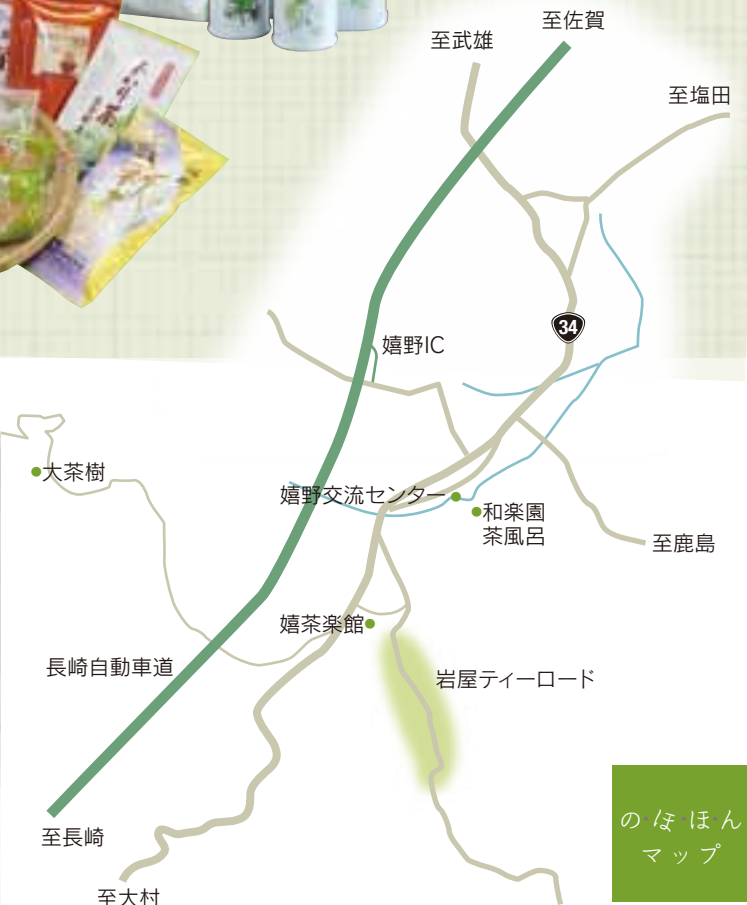 至佐賀
至武雄
至塩田
34
嬉野IC
大茶樹
嬉野交流センター
和楽園
茶風呂
至鹿島
嬉茶楽館
長崎自動車道
岩屋ティーロード
の・ほ・ほ・ん
マップ
至長崎
至大村